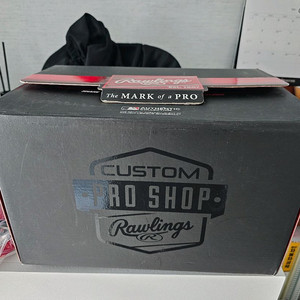 Rawlings
The MARK of a PRO
CUSTOM
PRO SHOP
Rawlings
R